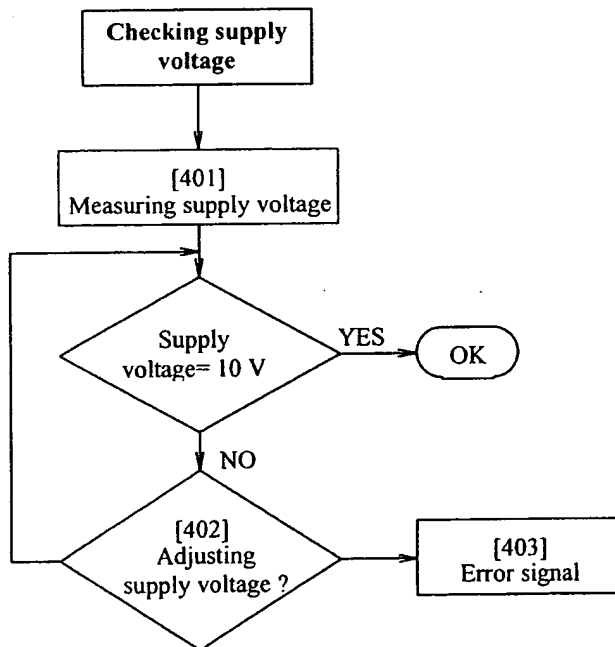 Checking supply
voltage
[401]
Measuring supply voltage
Supply
voltage= 10 V
YES
OK
NO
[402]
Adjusting
supply voltage ?
[403]
Error signal